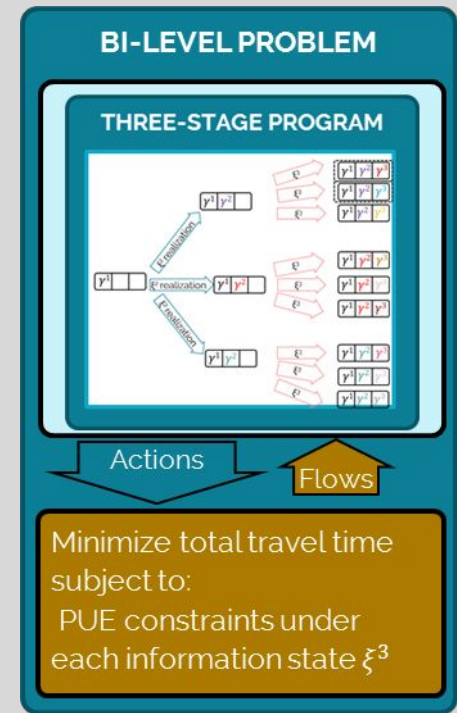 BI-LEVEL PROBLEM
THREE-STAGE PROGRAM
γ¹ γ²
ξ³
γ¹ γ² γ³
ξ³
γ¹ γ² γ³
ξ³
γ¹ γ² γ³
ξ² realization
γ¹
ξ² realization
γ¹ γ²
ξ³
γ¹ γ² γ³
ξ³
γ¹ γ² γ³
ξ³
γ¹ γ² γ³
ξ² realization
γ¹ γ²
ξ³
γ¹ γ² γ³
ξ³
γ¹ γ² γ³
ξ³
γ¹ γ² γ³
Actions
Flows
Minimize total travel time
subject to:
PUE constraints under
each information state ξ³